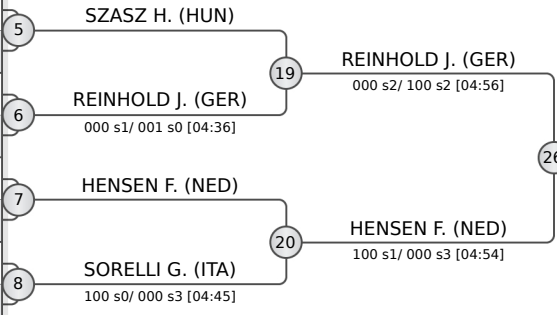 SZASZ H. (HUN)
5
19
REINHOLD J. (GER)
000 s2/ 100 s2 [04:56]
REINHOLD J. (GER)
6
000 s1/ 001 s0 [04:36]
26
HENSEN F. (NED)
7
20
HENSEN F. (NED)
100 s1/ 000 s3 [04:54]
SORELLI G. (ITA)
8
100 s0/ 000 s3 [04:45]